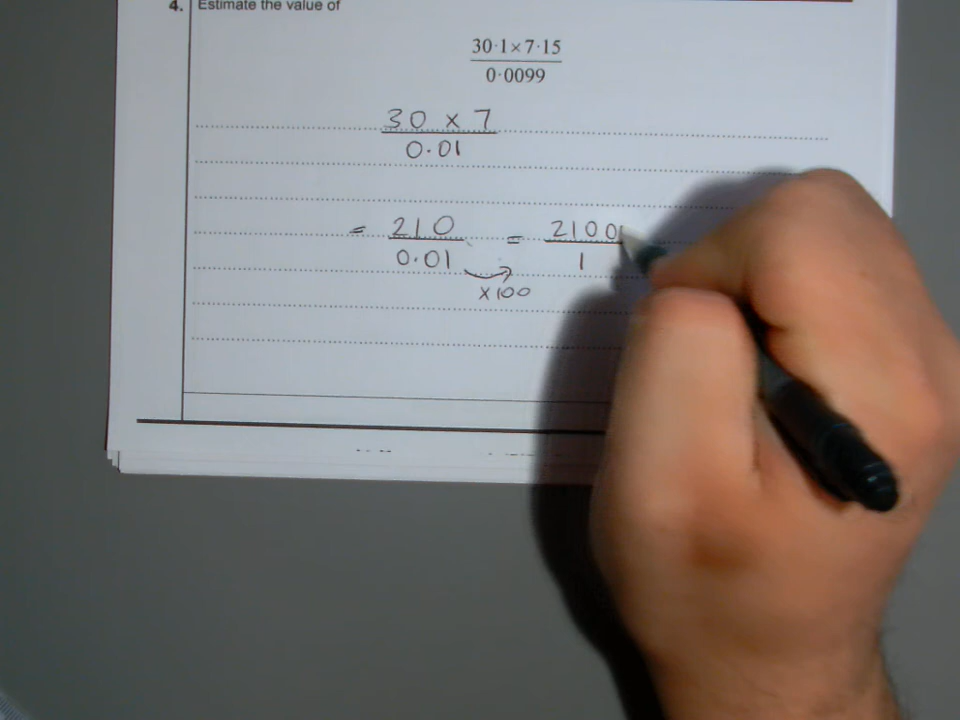 4. Estimate the value of
30·1 × 7·15
0·0099
30 × 7
0.01
= 210 = 2100
0.01 1
×100